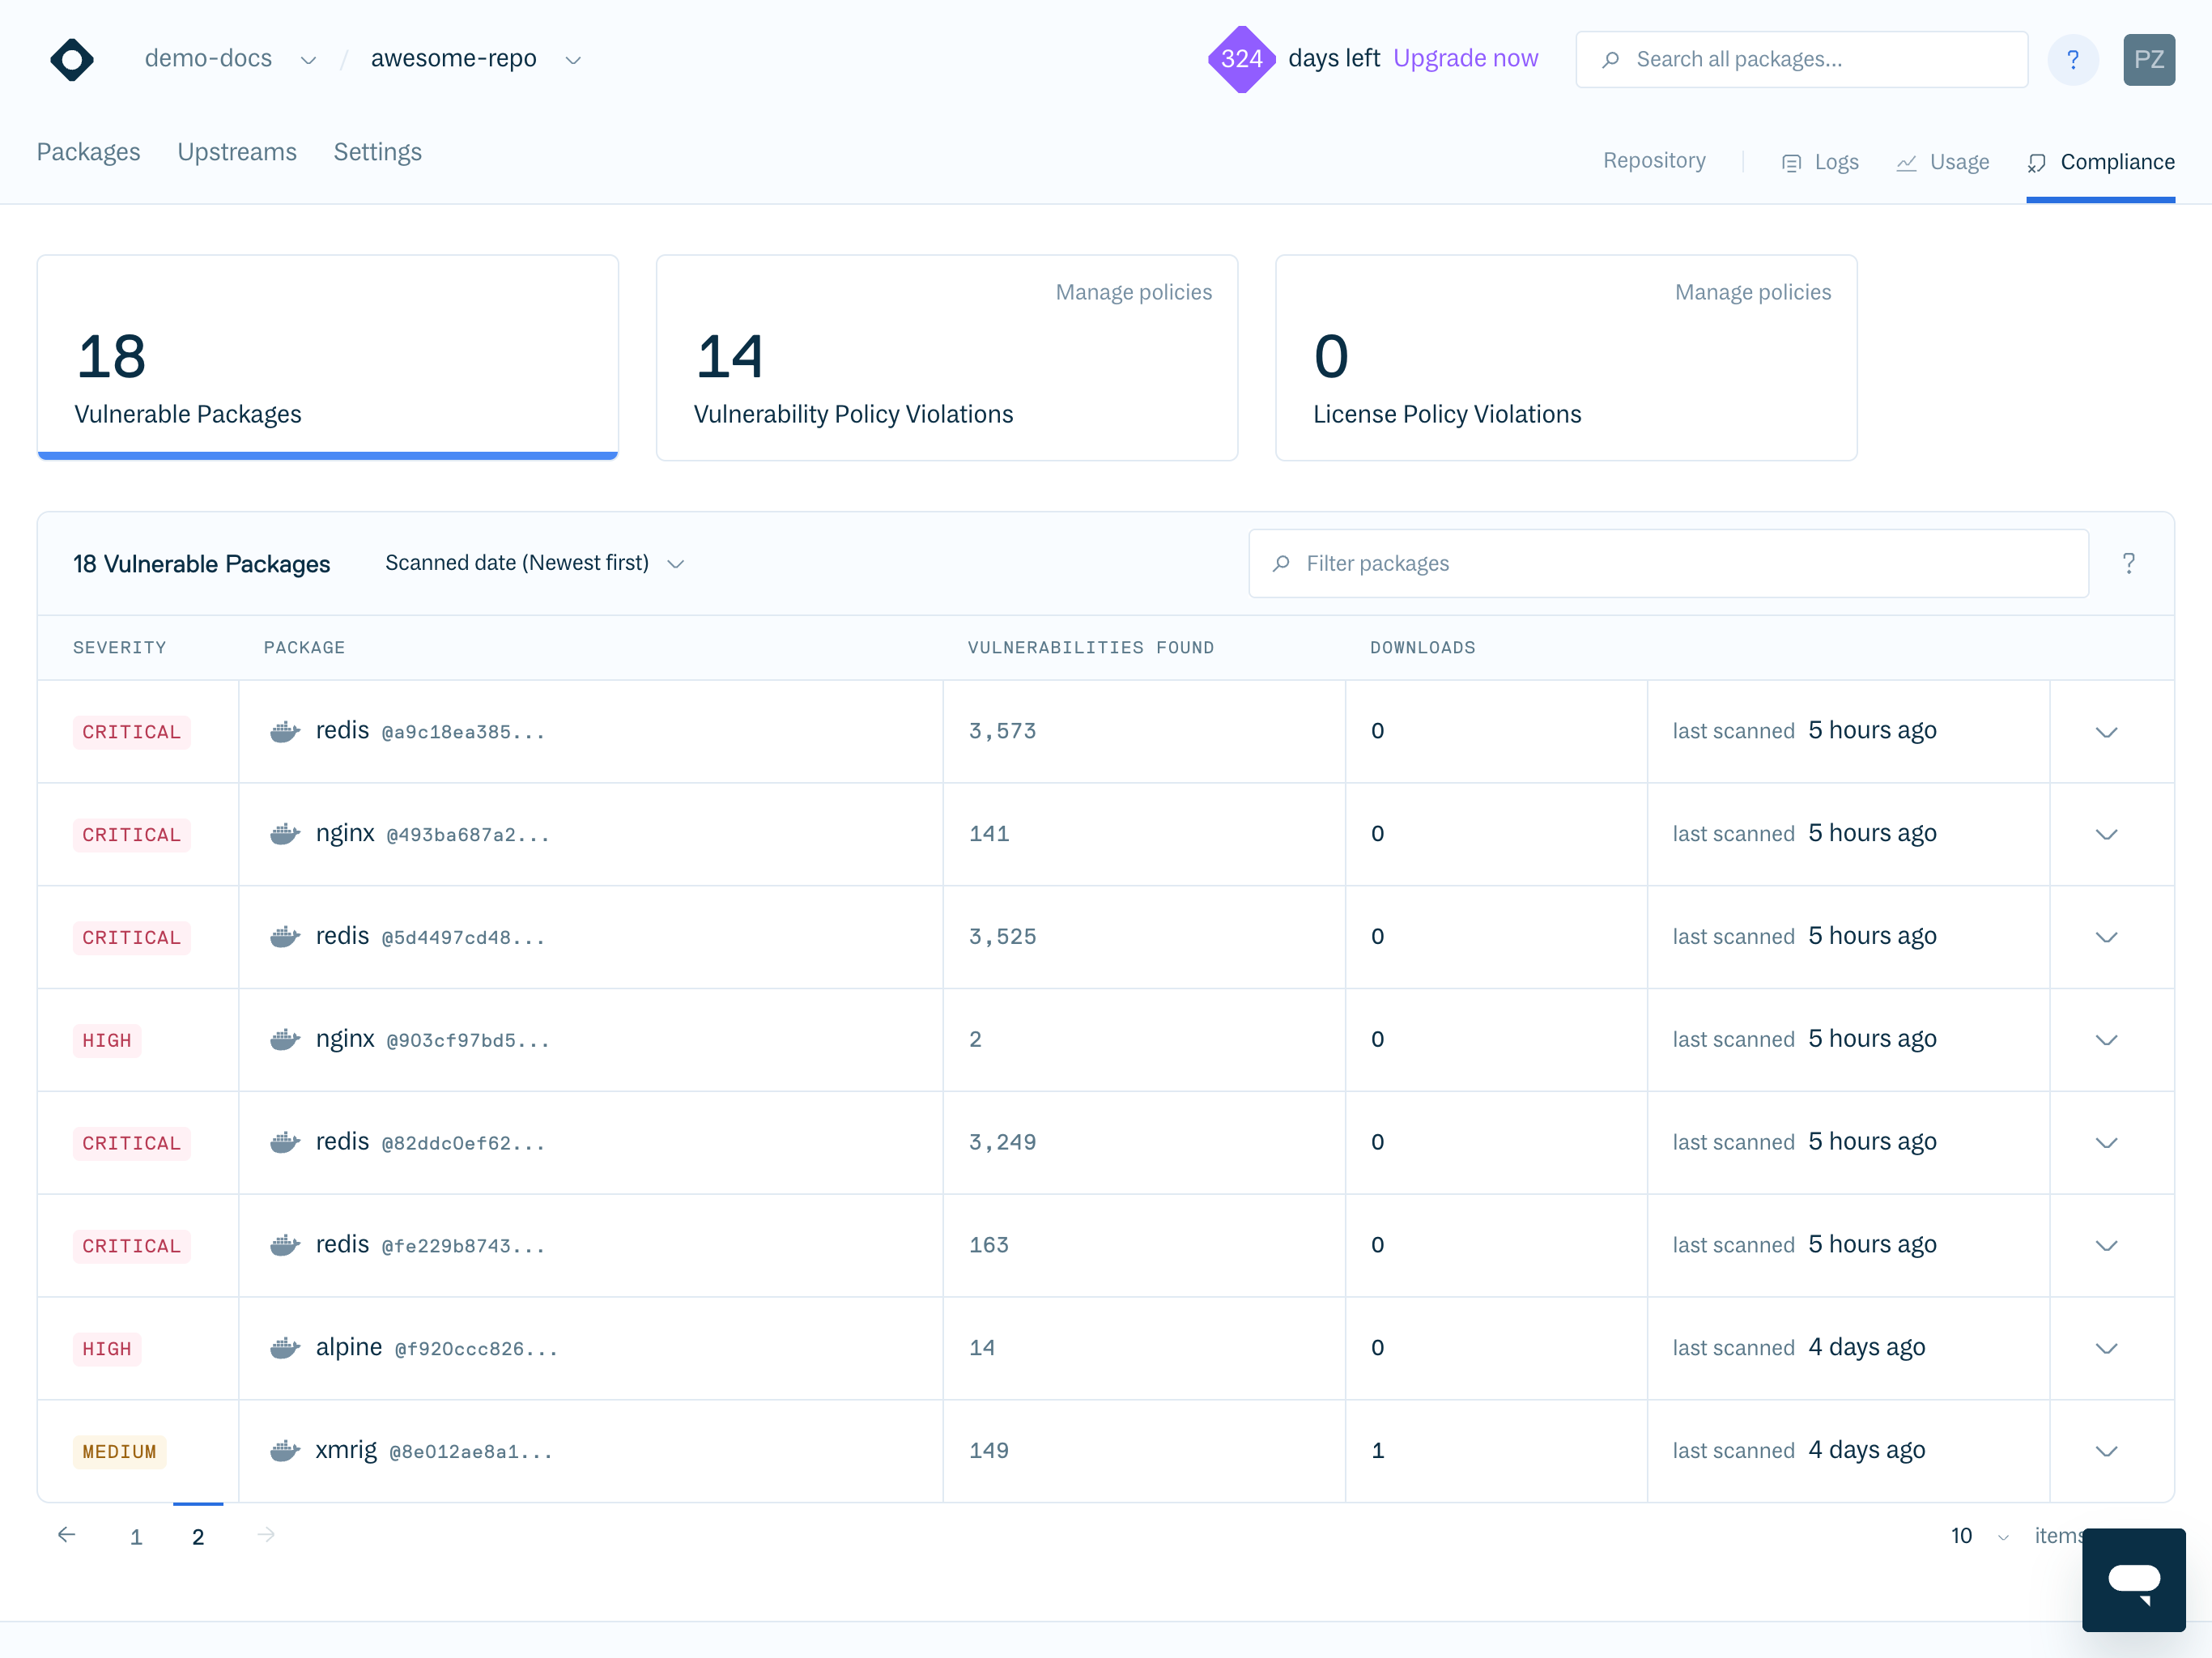 demo-docs / awesome-repo 324 days left Upgrade now Search all packages... ? PZ
Packages Upstreams Settings Repository Logs Usage Compliance
Manage policies Manage policies
18 14 0
Vulnerable Packages Vulnerability Policy Violations License Policy Violations
18 Vulnerable Packages Scanned date (Newest first) Filter packages ?
SEVERITY PACKAGE VULNERABILITIES FOUND DOWNLOADS
CRITICAL redis @a9c18ea385... 3,573 0 last scanned 5 hours ago
CRITICAL nginx @493ba687a2... 141 0 last scanned 5 hours ago
CRITICAL redis @5d4497cd48... 3,525 0 last scanned 5 hours ago
HIGH nginx @903cf97bd5... 2 0 last scanned 5 hours ago
CRITICAL redis @82ddc0ef62... 3,249 0 last scanned 5 hours ago
CRITICAL redis @fe229b8743... 163 0 last scanned 5 hours ago
HIGH alpine @f920ccc826... 14 0 last scanned 4 days ago
MEDIUM xmrig @8e012ae8a1... 149 1 last scanned 4 days ago
1 2 10 items